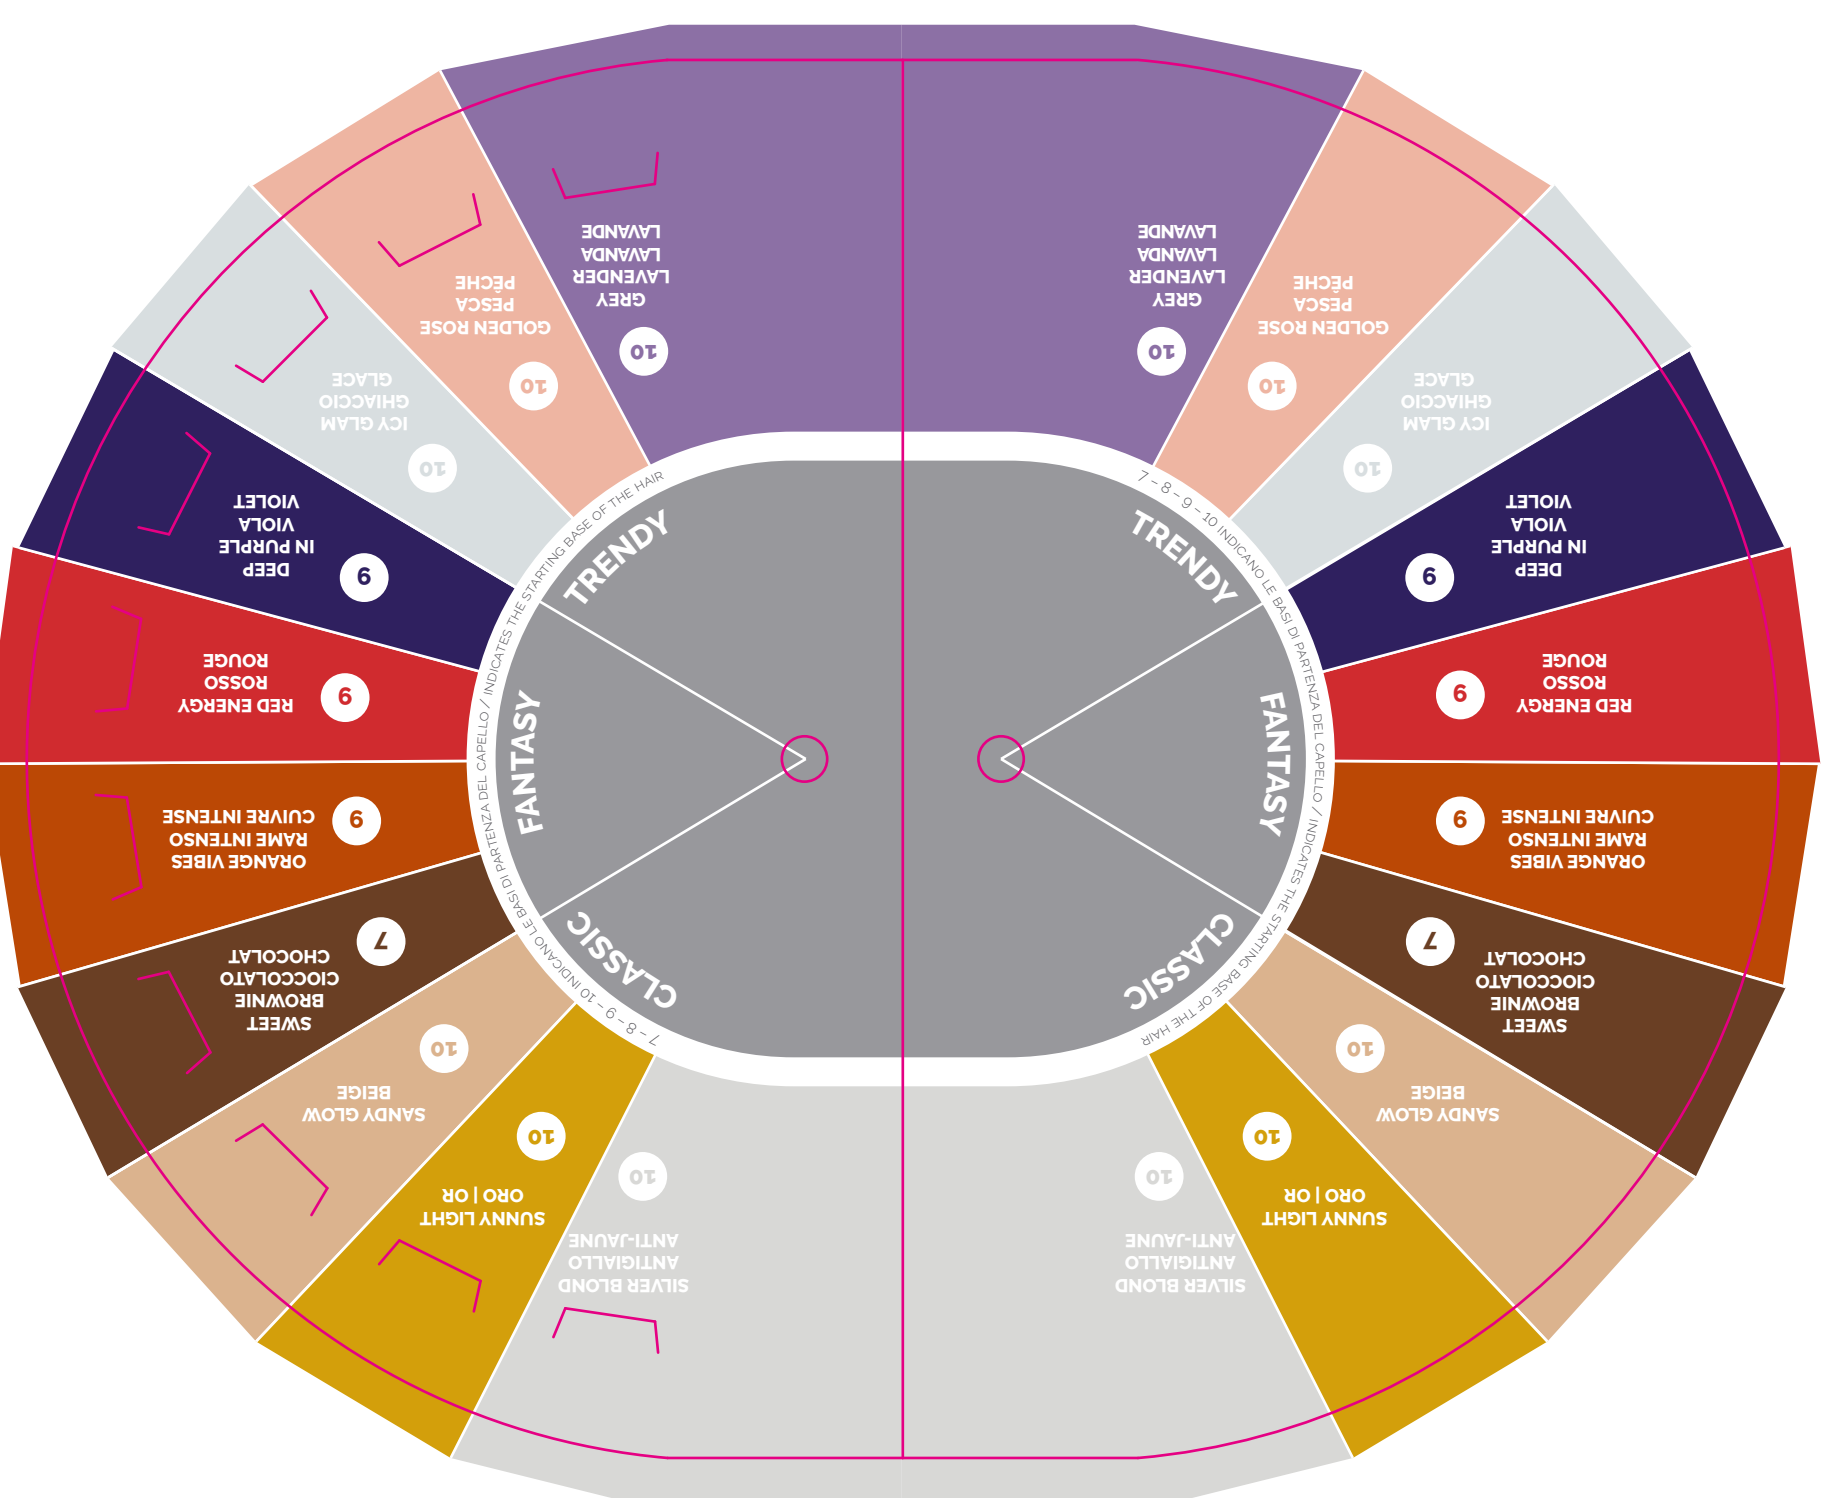 10
SILVER BLOND
ANTIGIALLO
ANTI-JAUNE
10
SUNNY LIGHT
ORO | OR
10
SANDY GLOW
BEIGE
7
SWEET
BROWNIE
CIOCCOLATO
CHOCOLAT
9
ORANGE VIBES
RAME INTENSO
CUIVRE INTENSE
9
RED ENERGY
ROSSO
ROUGE
9
DEEP
IN PURPLE
VIOLA
VIOLET
10
ICY GLAM
GHIACCIO
GLACE
10
GOLDEN ROSE
PESCA
PÊCHE
10
GREY
LAVENDER
LAVANDA
LAVANDE
7 - 8 - 9 - 10 INDICANO LE BASI DI PARTENZA DEL CAPELLO / INDICATES THE STARTING BASE OF THE HAIR
CLASSIC
FANTASY
TRENDY
10
SILVER BLOND
ANTIGIALLO
ANTI-JAUNE
10
SUNNY LIGHT
ORO | OR
10
SANDY GLOW
BEIGE
7
SWEET
BROWNIE
CIOCCOLATO
CHOCOLAT
9
ORANGE VIBES
RAME INTENSO
CUIVRE INTENSE
9
RED ENERGY
ROSSO
ROUGE
9
DEEP
IN PURPLE
VIOLA
VIOLET
10
ICY GLAM
GHIACCIO
GLACE
10
GOLDEN ROSE
PESCA
PÊCHE
10
GREY
LAVENDER
LAVANDA
LAVANDE
7 - 8 - 9 - 10 INDICANO LE BASI DI PARTENZA DEL CAPELLO / INDICATES THE STARTING BASE OF THE HAIR
TRENDY
FANTASY
CLASSIC